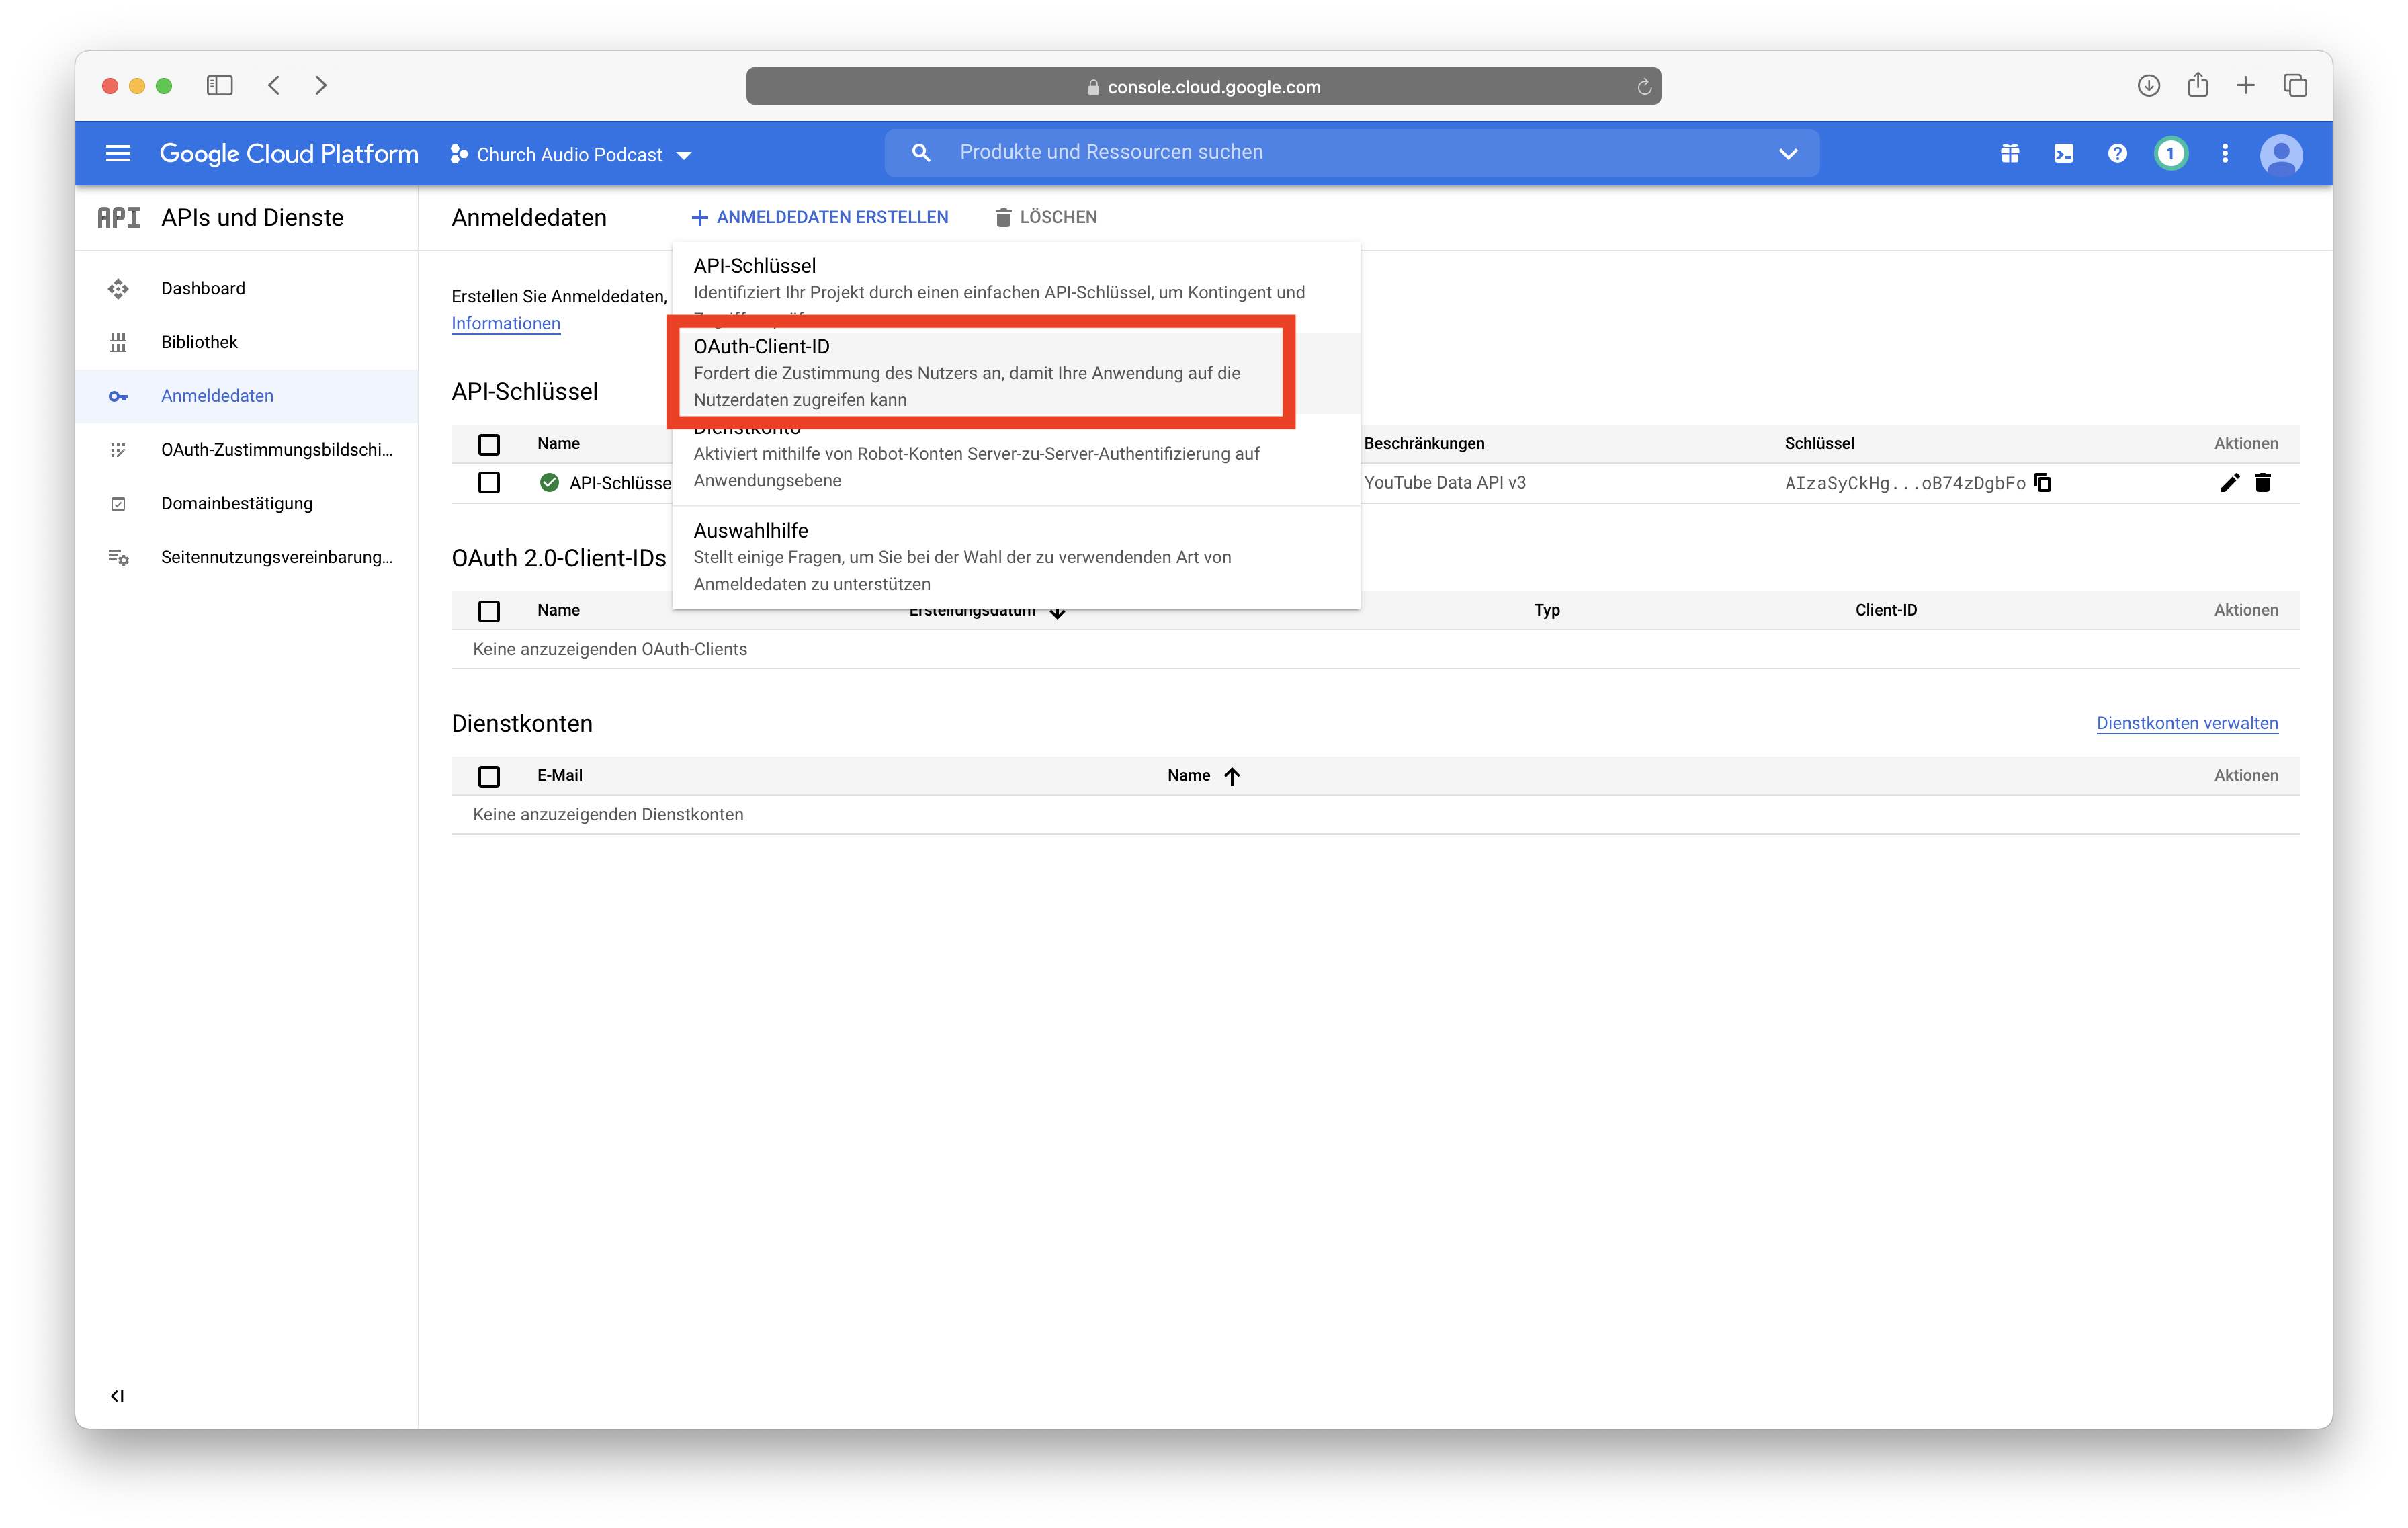 console.cloud.google.com
Google Cloud Platform
Church Audio Podcast
Produkte und Ressourcen suchen
1
API APIs und Dienste
Anmeldedaten
ANMELDEDATEN ERSTELLEN
LÖSCHEN
Dashboard
Bibliothek
Anmeldedaten
OAuth-Zustimmungsbildschi...
Domainbestätigung
Seitennutzungsvereinbarung...
Erstellen Sie Anmeldedaten,
Informationen
API-Schlüssel
Identifiziert Ihr Projekt durch einen einfachen API-Schlüssel, um Kontingent und
OAuth-Client-ID
Fordert die Zustimmung des Nutzers an, damit Ihre Anwendung auf die
Nutzerdaten zugreifen kann
Dienstkonto
Aktiviert mithilfe von Robot-Konten Server-zu-Server-Authentifizierung auf
Anwendungsebene
Auswahlhilfe
Stellt einige Fragen, um Sie bei der Wahl der zu verwendenden Art von
Anmeldedaten zu unterstützen
API-Schlüssel
Name Beschränkungen Schlüssel Aktionen
API-Schlüsse YouTube Data API v3 AIzaSyCkHg...oB74zDgbFo
OAuth 2.0-Client-IDs
Name Erstellungsdatum Typ Client-ID Aktionen
Keine anzuzeigenden OAuth-Clients
Dienstkonten Dienstkonten verwalten
E-Mail Name Aktionen
Keine anzuzeigenden Dienstkonten